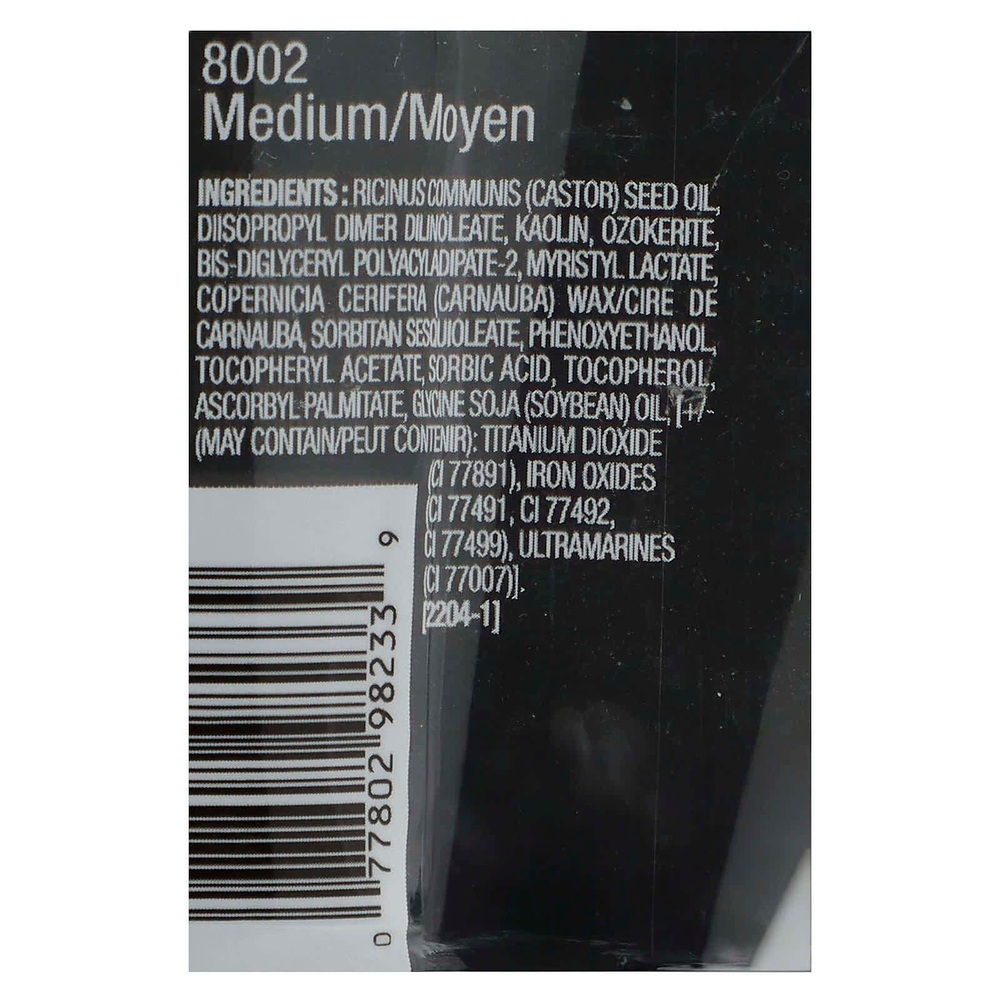 8002
Medium/Moyen
INGREDIENTS: RICINUS COMMUNIS (CASTOR) SEED OIL,
DIISOPROPYL DIMER DILINOLEATE, KAOLIN, OZOKERITE,
BIS-DIGLYCERYL POLYACYLADIPATE-2, MYRISTYL LACTATE,
COPERNICIA CERIFERA (CARNAUBA) WAX/CIRE DE
CARNAUBA, SORBITAN SESQUIOLEATE, PHENOXYETHANOL,
TOCOPHERYL ACETATE, SORBIC ACID, TOCOPHEROL,
ASCORBYL PALMITATE, GLYCINE SOJA (SOYBEAN) OIL, [+/-
(MAY CONTAIN/PEUT CONTENIR): TITANIUM DIOXIDE
(CI 77891), IRON OXIDES
(CI 77491, CI 77492,
CI 77499), ULTRAMARINES
(CI 77007)].
[2204-1]
0 77802 98233 9